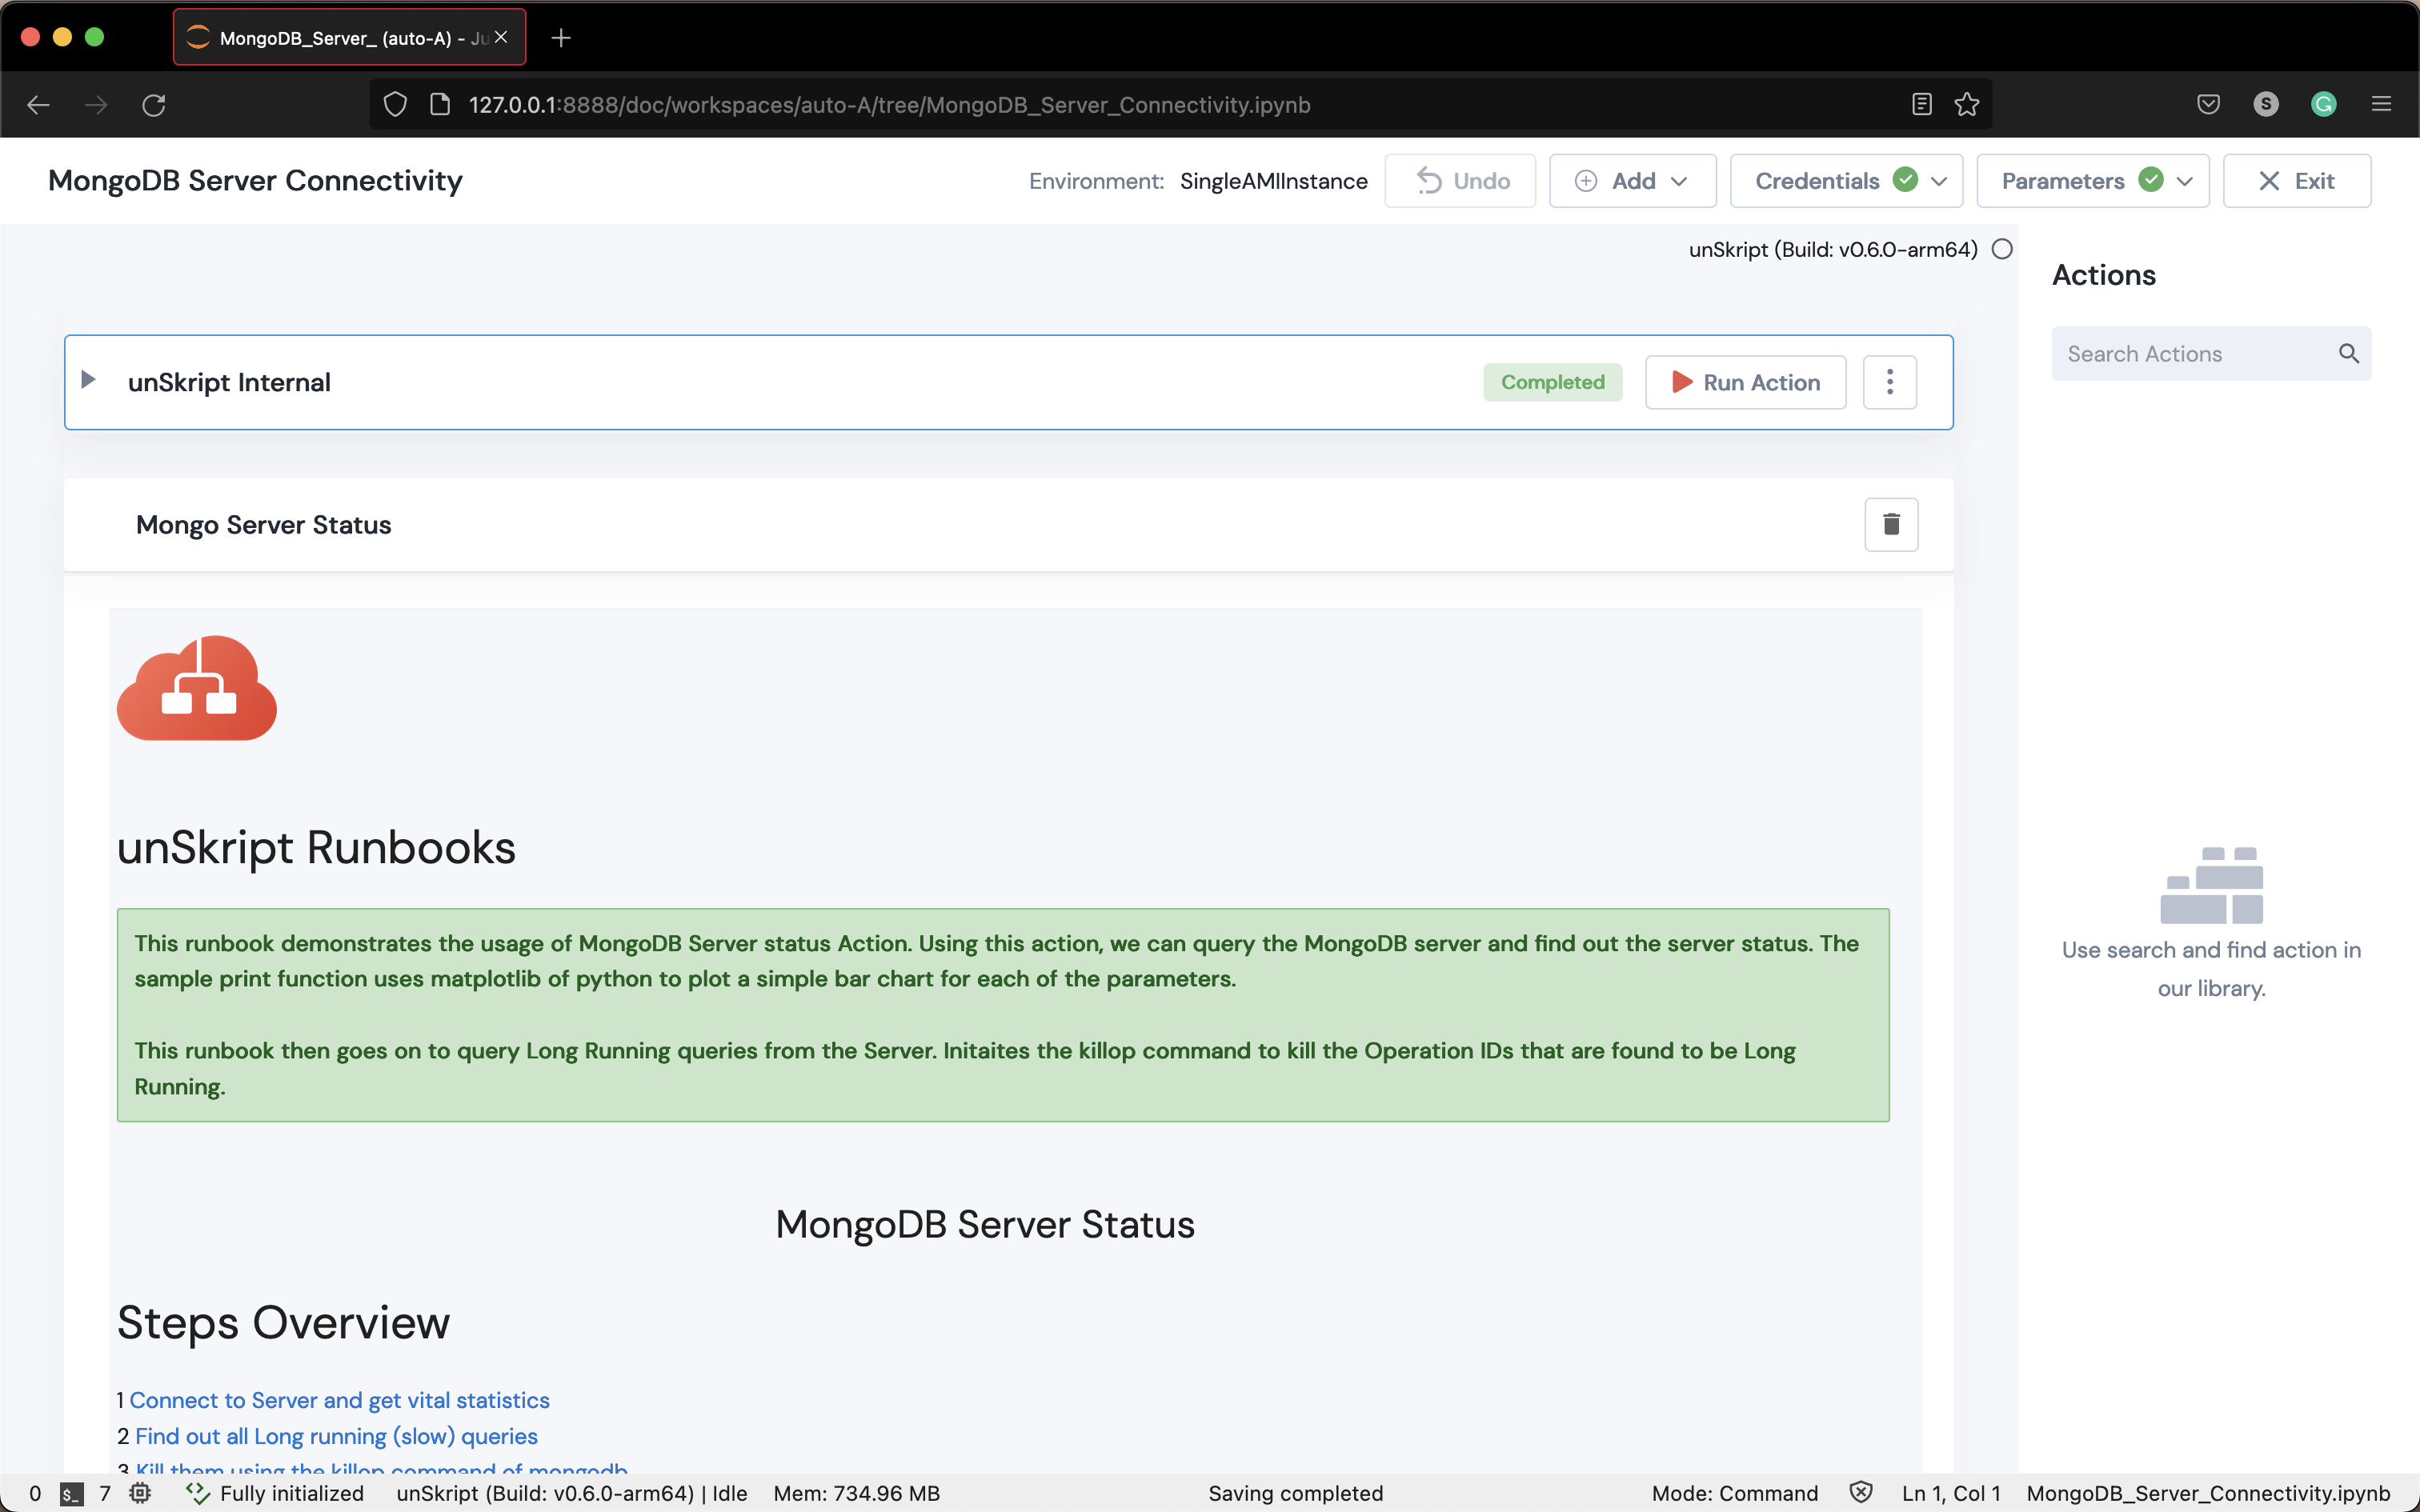 MongoDB_Server_ (auto-A) - Ju
127.0.0.1:8888/doc/workspaces/auto-A/tree/MongoDB_Server_Connectivity.ipynb
S
G
MongoDB Server Connectivity
Environment: SingleAMIInstance
Undo
Add
Credentials
Parameters
Exit
unSkript (Build: v0.6.0-arm64)
Actions
Search Actions
unSkript Internal
Completed
Run Action
Mongo Server Status
unSkript Runbooks
This runbook demonstrates the usage of MongoDB Server status Action. Using this action, we can query the MongoDB server and find out the server status. The
sample print function uses matplotlib of python to plot a simple bar chart for each of the parameters.
This runbook then goes on to query Long Running queries from the Server. Initaites the killop command to kill the Operation IDs that are found to be Long
Running.
Use search and find action in
our library.
MongoDB Server Status
Steps Overview
1 Connect to Server and get vital statistics
2 Find out all Long running (slow) queries
3 Kill them using the killop command of mongodb
0 $_ 7 Fully initialized unSkript (Build: v0.6.0-arm64) | Idle Mem: 734.96 MB Saving completed Mode: Command Ln 1, Col 1 MongoDB_Server_Connectivity.ipynb